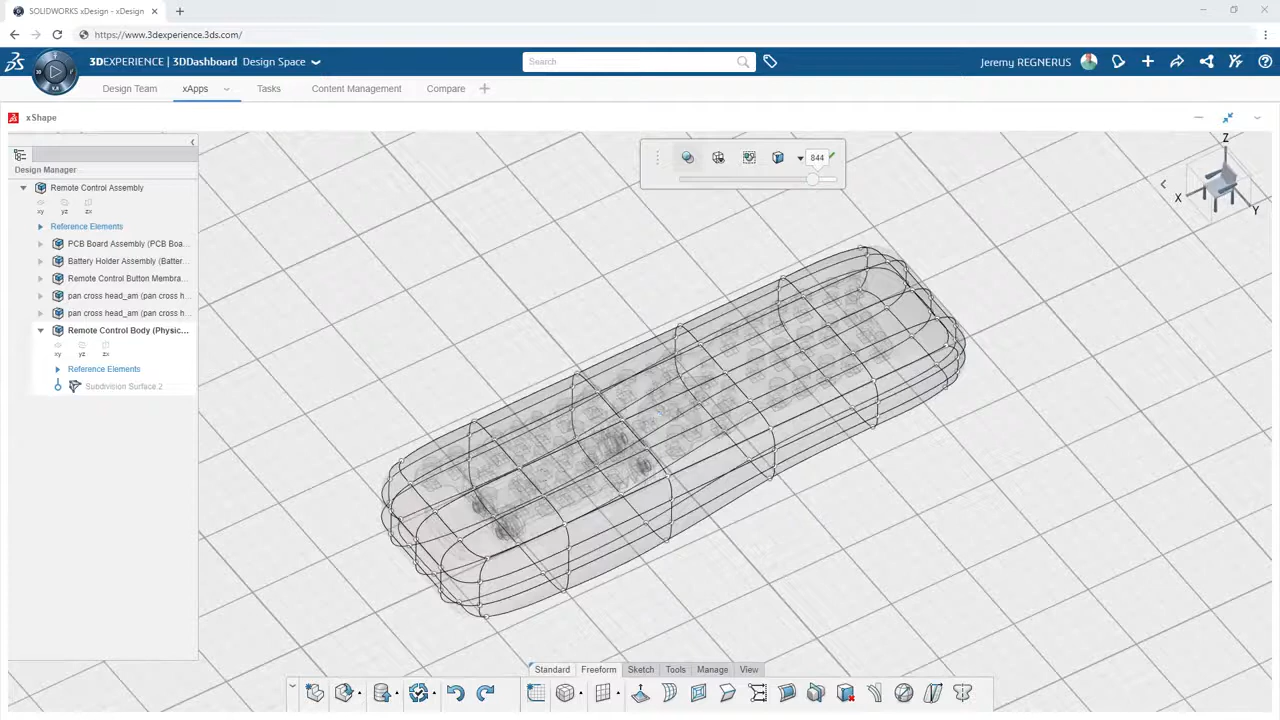 SOLIDWORKS xDesign - xDesign
https://www.3dexperience.3ds.com/
3DEXPERIENCE | 3DDashboard Design Space
Search
Jeremy REGNERUS
Design Team xApps Tasks Content Management Compare
xShape
Design Manager
Remote Control Assembly
xy yz zx
Reference Elements
PCB Board Assembly (PCB Boa...
Battery Holder Assembly (Batter...
Remote Control Button Membra...
pan cross head_am (pan cross h...
pan cross head_am (pan cross h...
Remote Control Body (Physic...
xy yz zx
Reference Elements
Subdivision Surface 2
844
Z
X
Y
Standard Freeform Sketch Tools Manage View